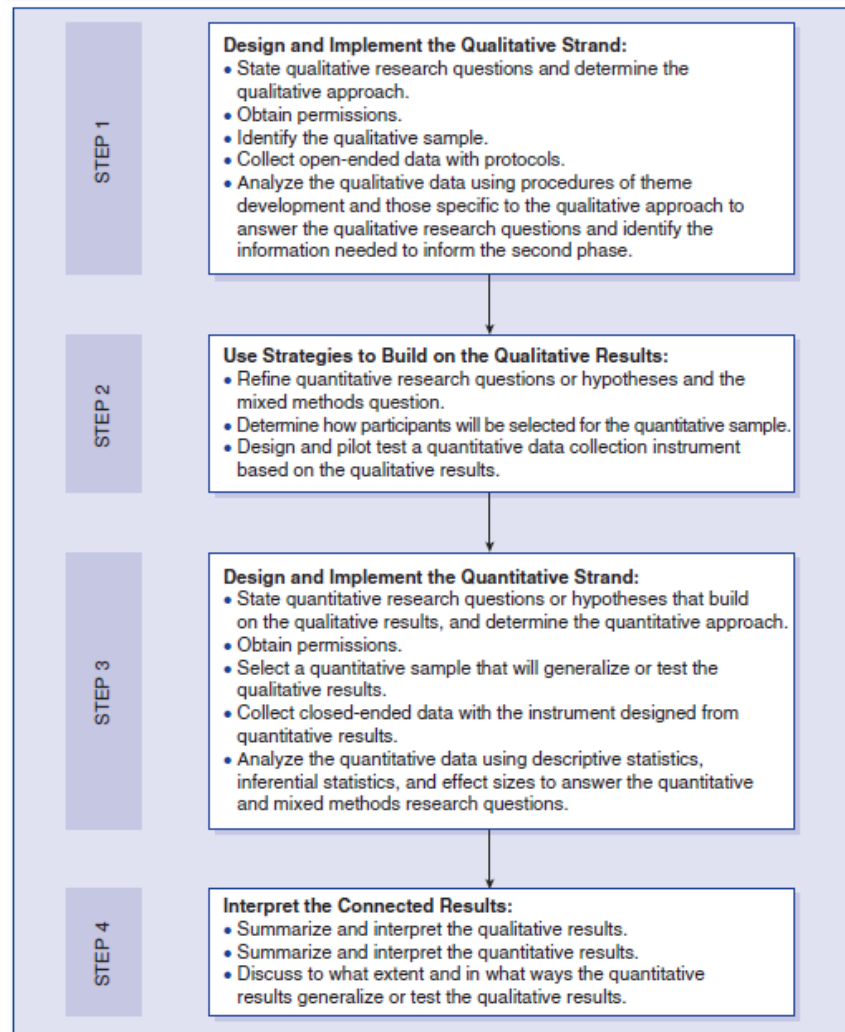 STEP 1
Design and Implement the Qualitative Strand:
• State qualitative research questions and determine the
qualitative approach.
• Obtain permissions.
• Identify the qualitative sample.
• Collect open-ended data with protocols.
• Analyze the qualitative data using procedures of theme
development and those specific to the qualitative approach to
answer the qualitative research questions and identify the
information needed to inform the second phase.
STEP 2
Use Strategies to Build on the Qualitative Results:
• Refine quantitative research questions or hypotheses and the
mixed methods question.
• Determine how participants will be selected for the quantitative sample.
• Design and pilot test a quantitative data collection instrument
based on the qualitative results.
STEP 3
Design and Implement the Quantitative Strand:
• State quantitative research questions or hypotheses that build
on the qualitative results, and determine the quantitative approach.
• Obtain permissions.
• Select a quantitative sample that will generalize or test the
qualitative results.
• Collect closed-ended data with the instrument designed from
quantitative results.
• Analyze the quantitative data using descriptive statistics,
inferential statistics, and effect sizes to answer the quantitative
and mixed methods research questions.
STEP 4
Interpret the Connected Results:
• Summarize and interpret the qualitative results.
• Summarize and interpret the quantitative results.
• Discuss to what extent and in what ways the quantitative
results generalize or test the qualitative results.